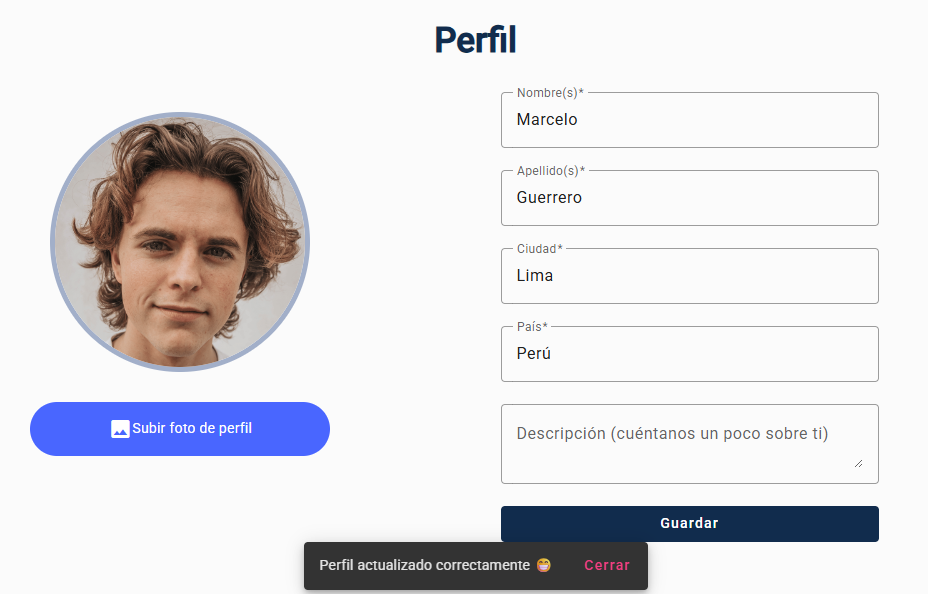 Perfil
Subir foto de perfil
Nombre(s)*
Marcelo
Apellido(s)*
Guerrero
Ciudad*
Lima
País*
Perú
Descripción (cuéntanos un poco sobre ti)
Guardar
Perfil actualizado correctamente 😁 Cerrar